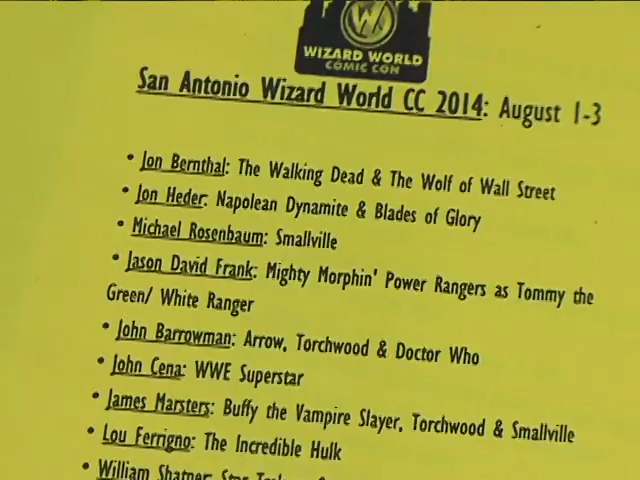 W
WIZARD WORLD
COMIC CON
San Antonio Wizard World CC 2014: August 1-3
• Jon Bernthal: The Walking Dead & The Wolf of Wall Street
• Jon Heder: Napolean Dynamite & Blades of Glory
• Michael Rosenbaum: Smallville
• Jason David Frank: Mighty Morphin' Power Rangers as Tommy the
Green/ White Ranger
• John Barrowman: Arrow, Torchwood & Doctor Who
• John Cena: WWE Superstar
• James Marsters: Buffy the Vampire Slayer, Torchwood & Smallville
• Lou Ferrigno: The Incredible Hulk
• William Shatner: Star